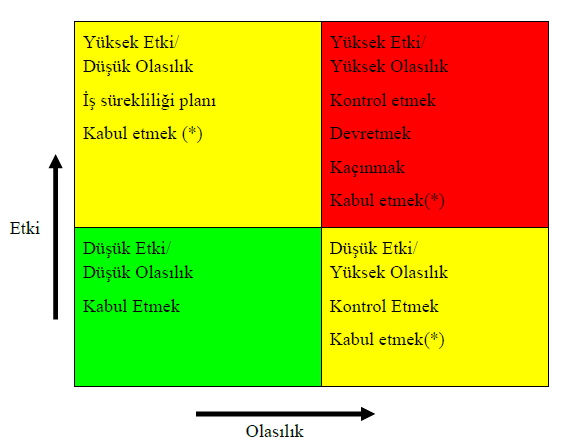 Yüksek Etki/
Düşük Olasılık
İş sürekliliği planı
Kabul etmek (*)
Yüksek Etki/
Yüksek Olasılık
Kontrol etmek
Devretmek
Kaçınmak
Kabul etmek(*)
Etki
Düşük Etki/
Düşük Olasılık
Kabul Etmek
Düşük Etki/
Yüksek Olasılık
Kontrol Etmek
Kabul etmek(*)
Olasılık